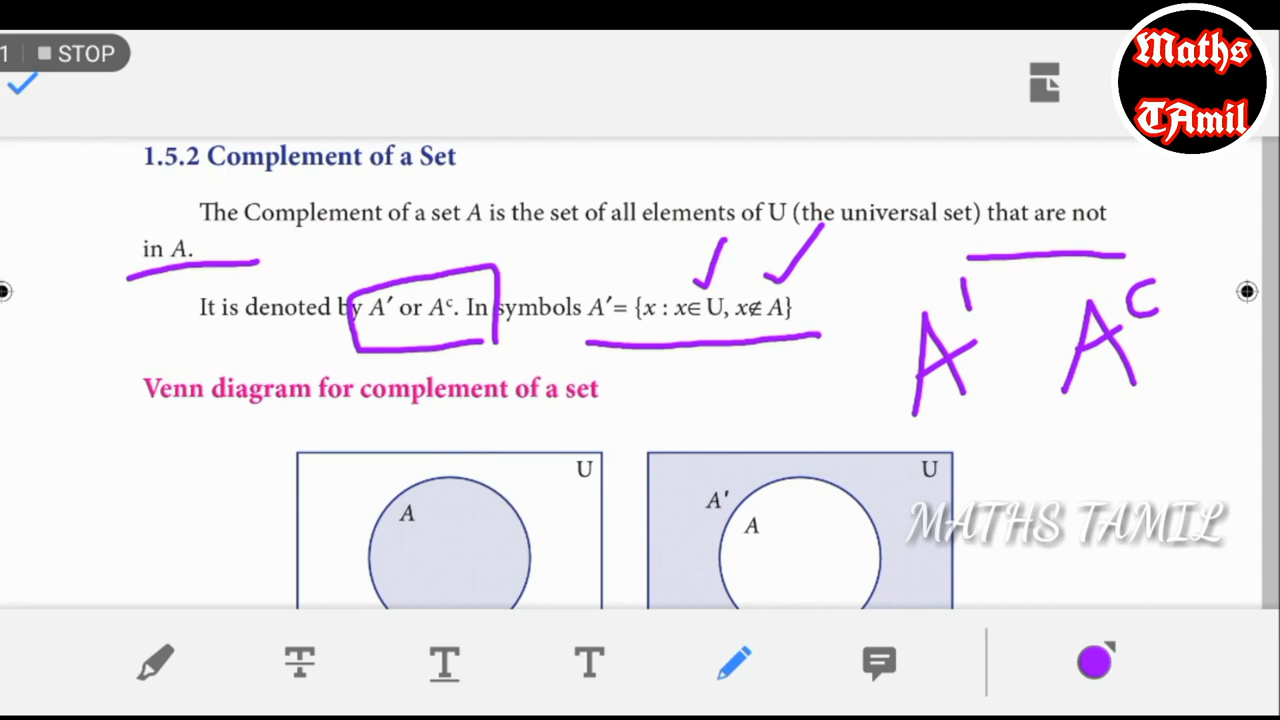 1 STOP
Maths
TAmil
1.5.2 Complement of a Set
The Complement of a set A is the set of all elements of U (the universal set) that are not
in A.
It is denoted by A′ or Aᶜ. In symbols A′= {x : x∈ U, x∉ A}
A' Aᶜ
Venn diagram for complement of a set
U U
A A′ A
MATHS TAMIL
T T T